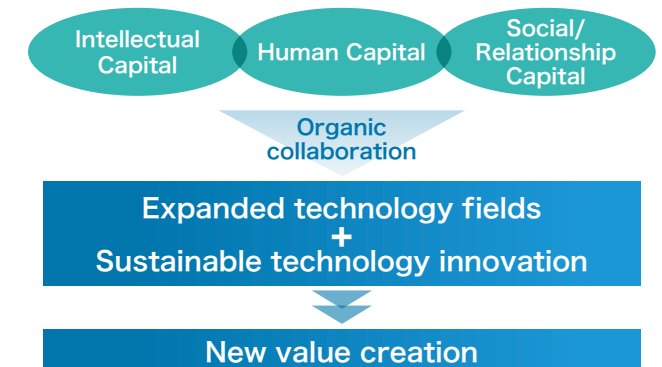 Intellectual
Capital
Human Capital
Social/
Relationship
Capital
Organic
collaboration
Expanded technology fields
+
Sustainable technology innovation
New value creation